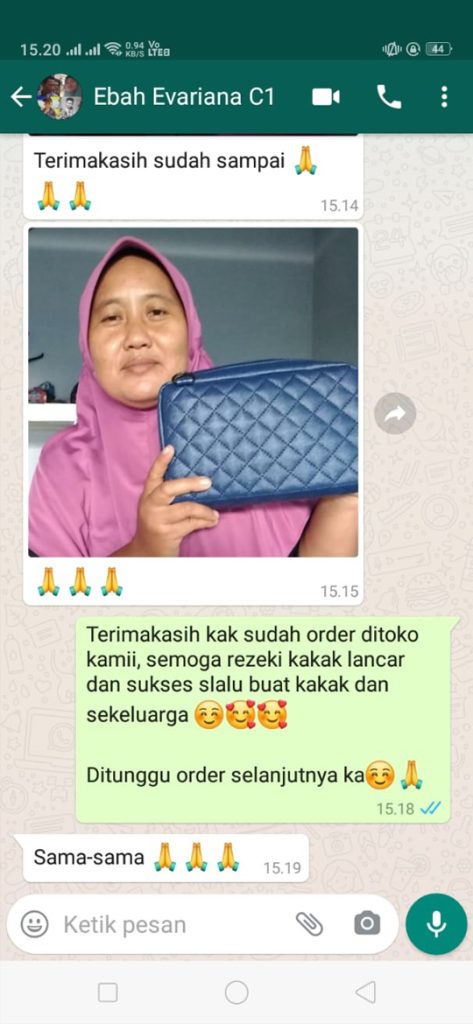 15.20 0.94 KB/S Vo LTE 44
Ebah Evariana C1
Terimakasih sudah sampai 🙏
🙏🙏
15.14
🙏🙏🙏
15.15
Terimakasih kak sudah order ditoko
kamii, semoga rezeki kakak lancar
dan sukses slalu buat kakak dan
sekeluarga ☺️🥰🥰
Ditunggu order selanjutnya ka☺️🙏
15.18
Sama-sama 🙏🙏🙏
15.19
Ketik pesan